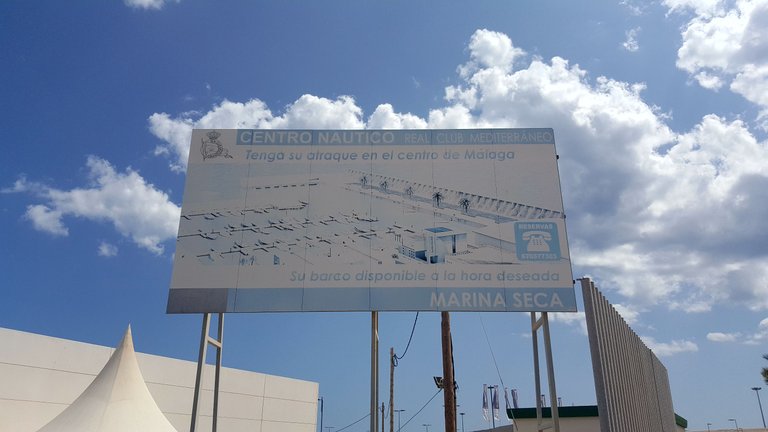 CENTRO NAUTICO REAL CLUB MEDITERRÁNEO
Tenga su atraque en el centro de Málaga
RESERVAS
Su barco disponible a la hora deseada
MARINA SECA